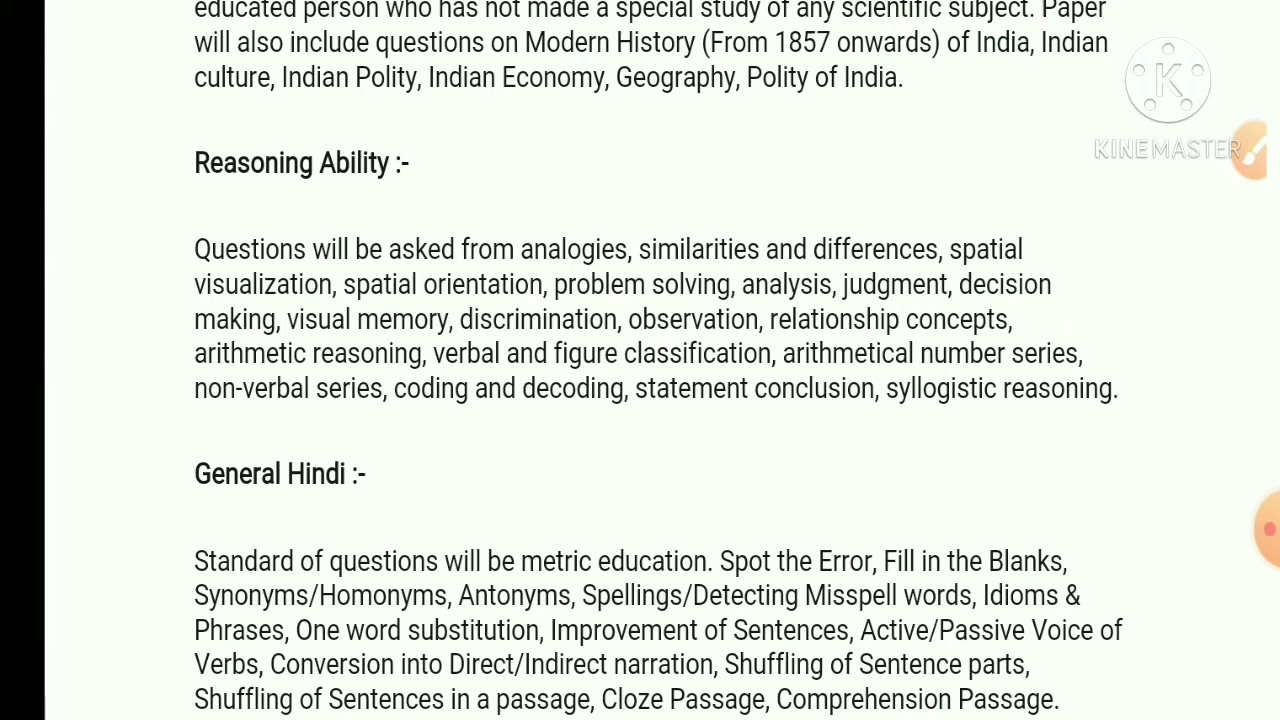 educated person who has not made a special study of any scientific subject. Paper
will also include questions on Modern History (From 1857 onwards) of India, Indian
culture, Indian Polity, Indian Economy, Geography, Polity of India.
K
KINEMASTER
Reasoning Ability :-
Questions will be asked from analogies, similarities and differences, spatial
visualization, spatial orientation, problem solving, analysis, judgment, decision
making, visual memory, discrimination, observation, relationship concepts,
arithmetic reasoning, verbal and figure classification, arithmetical number series,
non-verbal series, coding and decoding, statement conclusion, syllogistic reasoning.
General Hindi :-
Standard of questions will be metric education. Spot the Error, Fill in the Blanks,
Synonyms/Homonyms, Antonyms, Spellings/Detecting Misspell words, Idioms &
Phrases, One word substitution, Improvement of Sentences, Active/Passive Voice of
Verbs, Conversion into Direct/Indirect narration, Shuffling of Sentence parts,
Shuffling of Sentences in a passage, Cloze Passage, Comprehension Passage.